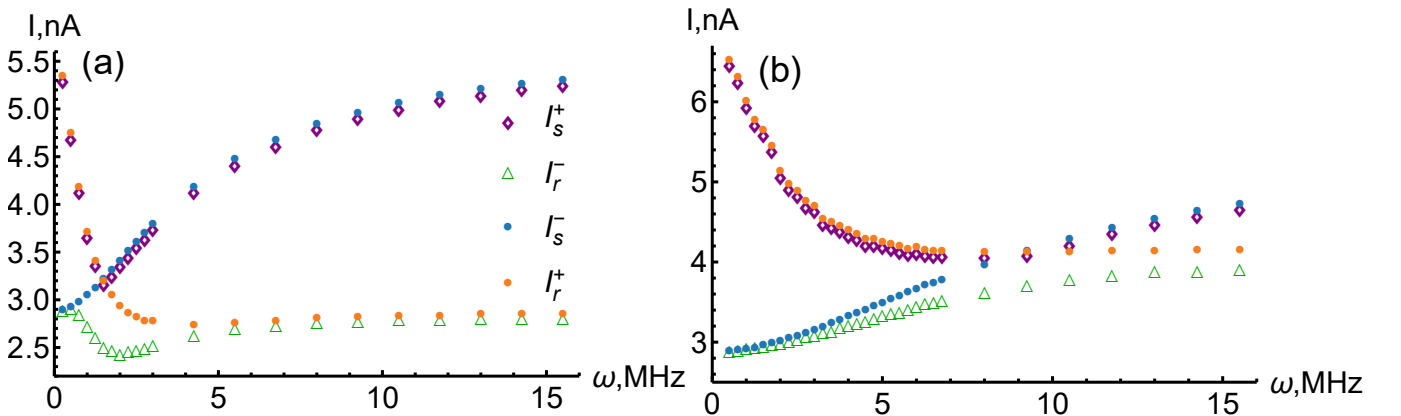 I,nA
(a)
5.5
5.0
4.5
4.0
3.5
3.0
2.5
0 5 10 15
ω,MHz
I_s^+
I_r^-
I_s^-
I_r^+
I,nA
(b)
6
5
4
3
0 5 10 15
ω,MHz